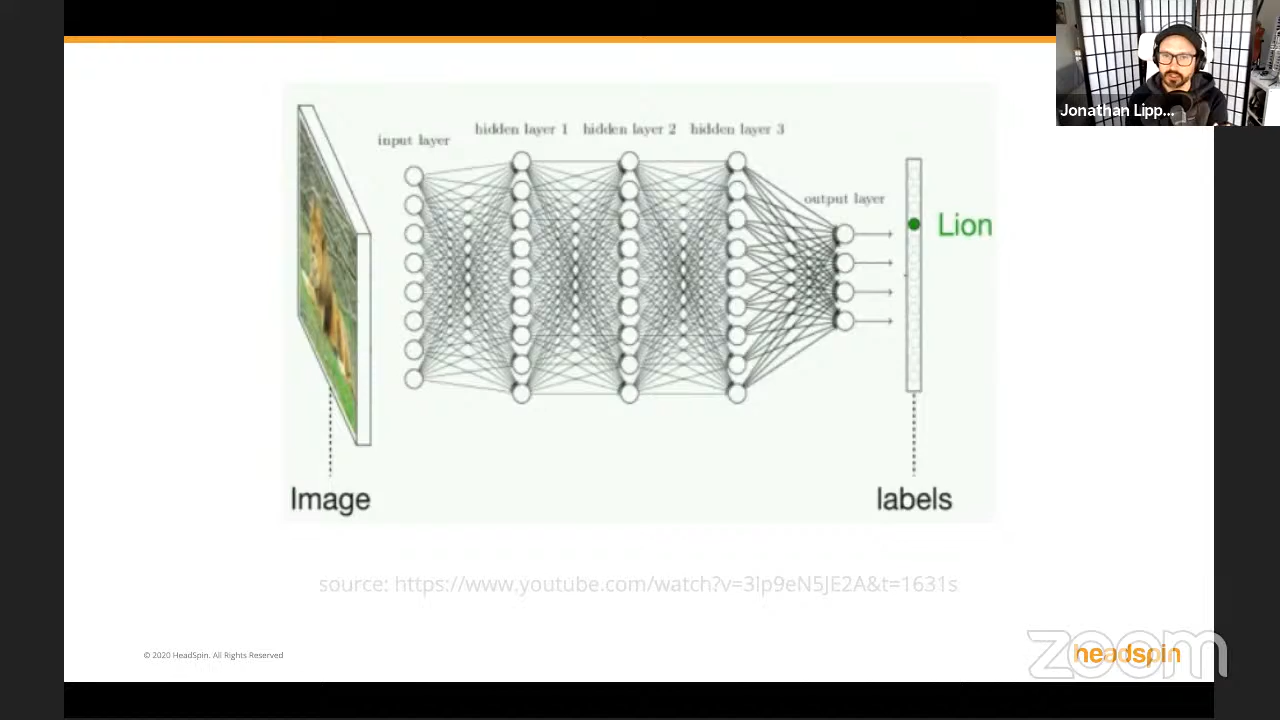 Jonathan Lipp...
input layer
hidden layer 1 hidden layer 2 hidden layer 3
output layer
Lion
Image
labels
source: https://www.youtube.com/watch?v=3lp9eN5JE2A&t=1631s
© 2020 HeadSpin. All Rights Reserved
zoom
headspin